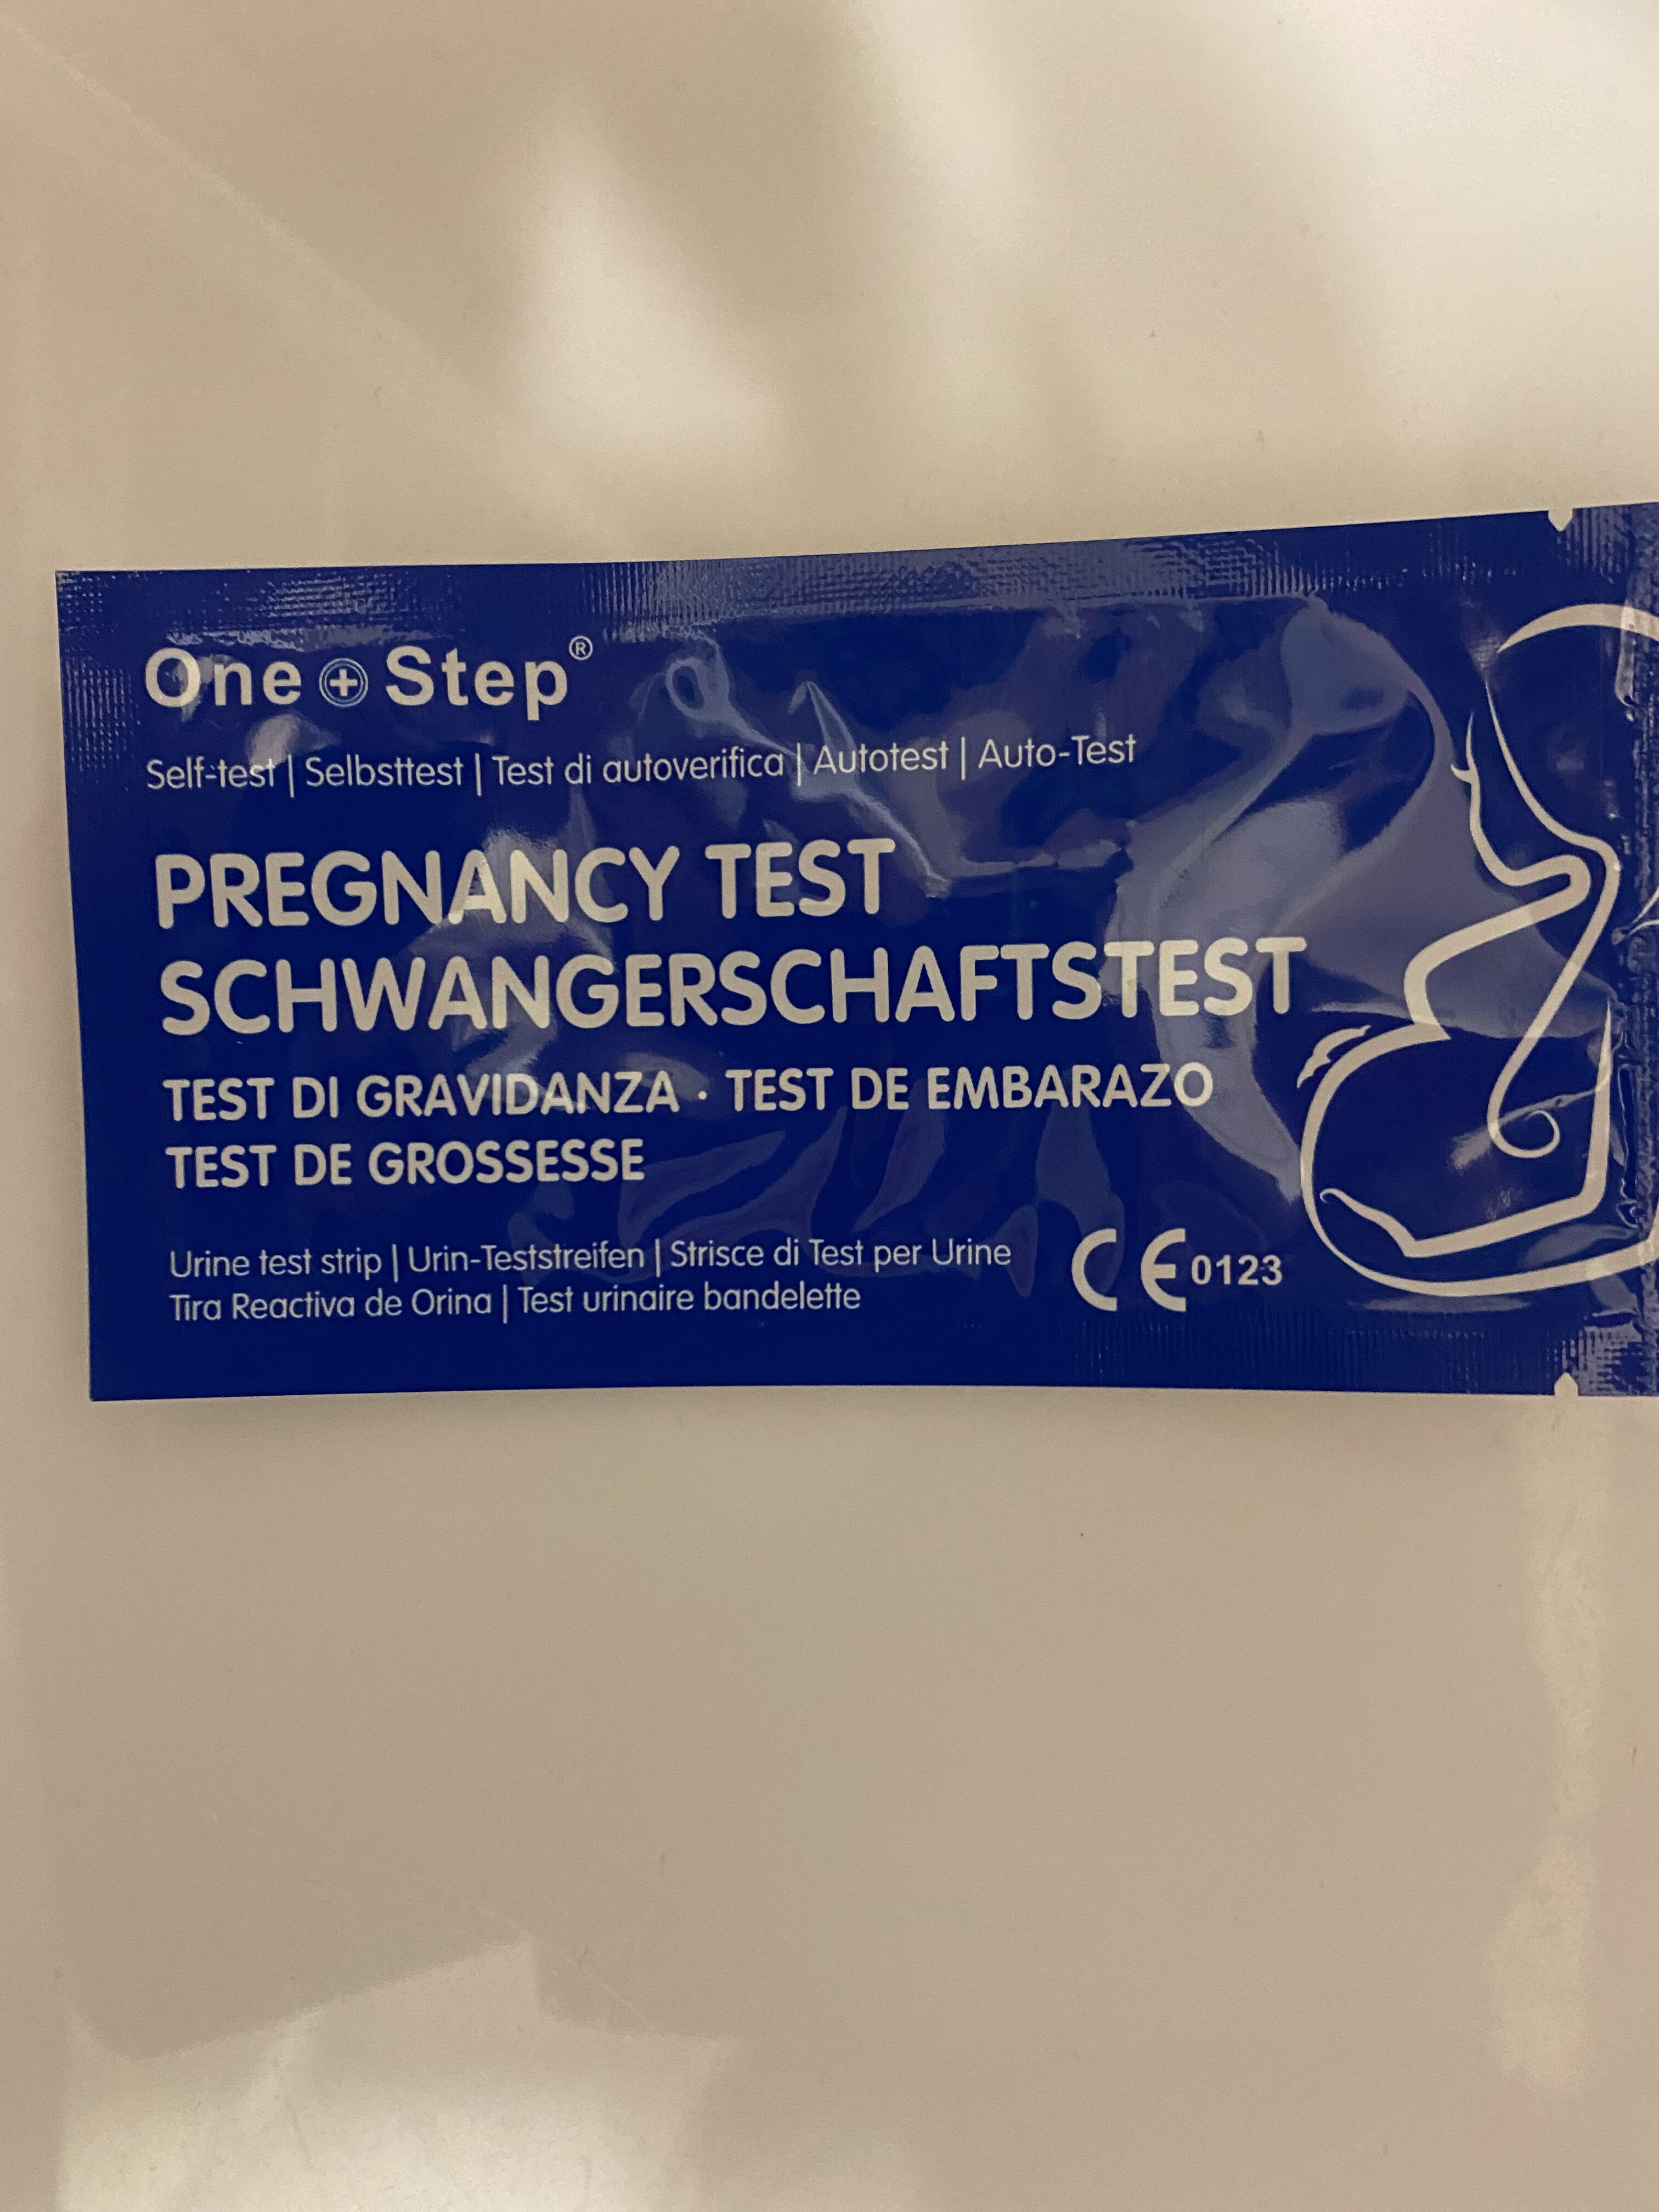 One + Step®
Self-test | Selbsttest | Test di autoverifica | Autotest | Auto-Test
PREGNANCY TEST
SCHWANGERSCHAFTSTEST
TEST DI GRAVIDANZA · TEST DE EMBARAZO
TEST DE GROSSESSE
Urine test strip | Urin-Teststreifen | Strisce di Test per Urine
Tira Reactiva de Orina | Test urinaire bandelette
CE 0123